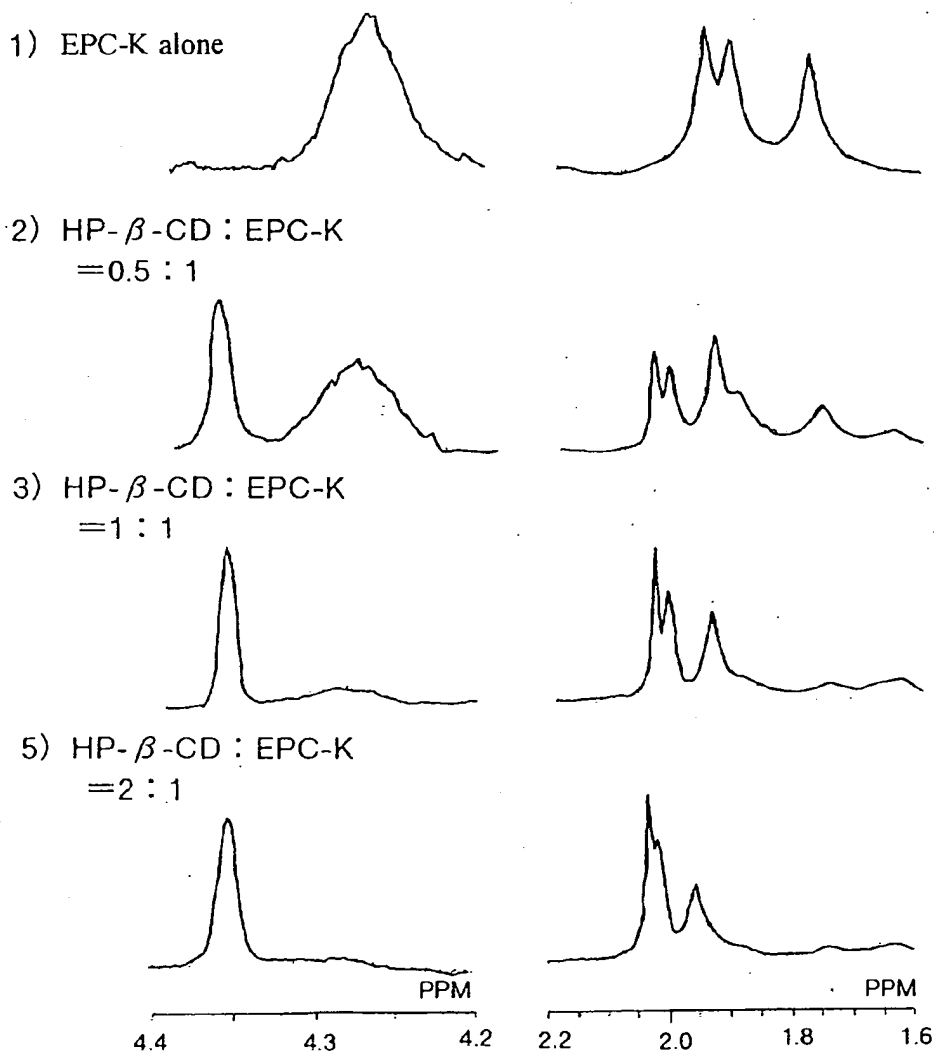 1) EPC-K alone
2) HP-β-CD : EPC-K
=0.5 : 1
3) HP-β-CD : EPC-K
=1 : 1
5) HP-β-CD : EPC-K
=2 : 1
PPM PPM
4.4 4.3 4.2 2.2 2.0 1.8 1.6